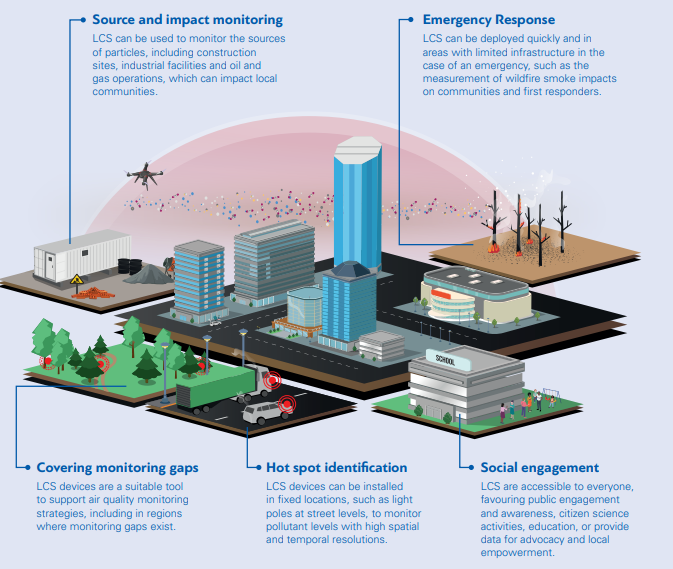 Source and impact monitoring
LCS can be used to monitor the sources
of particles, including construction
sites, industrial facilities and oil and
gas operations, which can impact local
communities.
Emergency Response
LCS can be deployed quickly and in
areas with limited infrastructure in the
case of an emergency, such as the
measurement of wildfire smoke impacts
on communities and first responders.
SCHOOL
Covering monitoring gaps
LCS devices are a suitable tool
to support air quality monitoring
strategies, including in regions
where monitoring gaps exist.
Hot spot identification
LCS devices can be installed
in fixed locations, such as light
poles at street levels, to monitor
pollutant levels with high spatial
and temporal resolutions.
Social engagement
LCS are accessible to everyone,
favouring public engagement
and awareness, citizen science
activities, education, or provide
data for advocacy and local
empowerment.